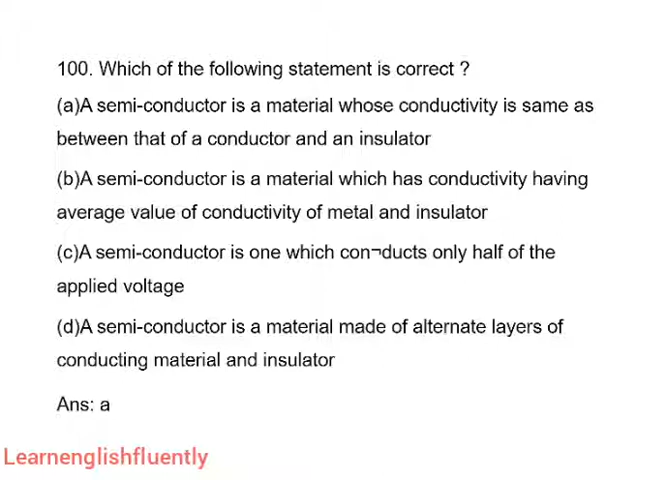 100. Which of the following statement is correct ?
(a)A semi-conductor is a material whose conductivity is same as
between that of a conductor and an insulator
(b)A semi-conductor is a material which has conductivity having
average value of conductivity of metal and insulator
(c)A semi-conductor is one which con¬ducts only half of the
applied voltage
(d)A semi-conductor is a material made of alternate layers of
conducting material and insulator
Ans: a
Learnenglishfluently